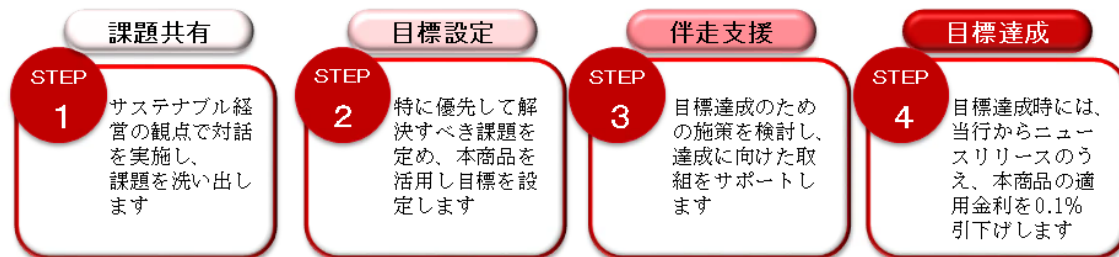 課題共有
STEP
1
サステナブル経
営の観点で対話
を実施し、
課題を洗い出し
ます
目標設定
STEP
2
特に優先して解
決すべき課題を
定め、本商品を
活用し目標を設
定します
伴走支援
STEP
3
目標達成のため
の施策を検討し、
達成に向けた取
組をサポートし
ます
目標達成
STEP
4
目標達成時には、
当行からニュー
スリリースのう
え、本商品の適
用金利を0.1%
引下げします